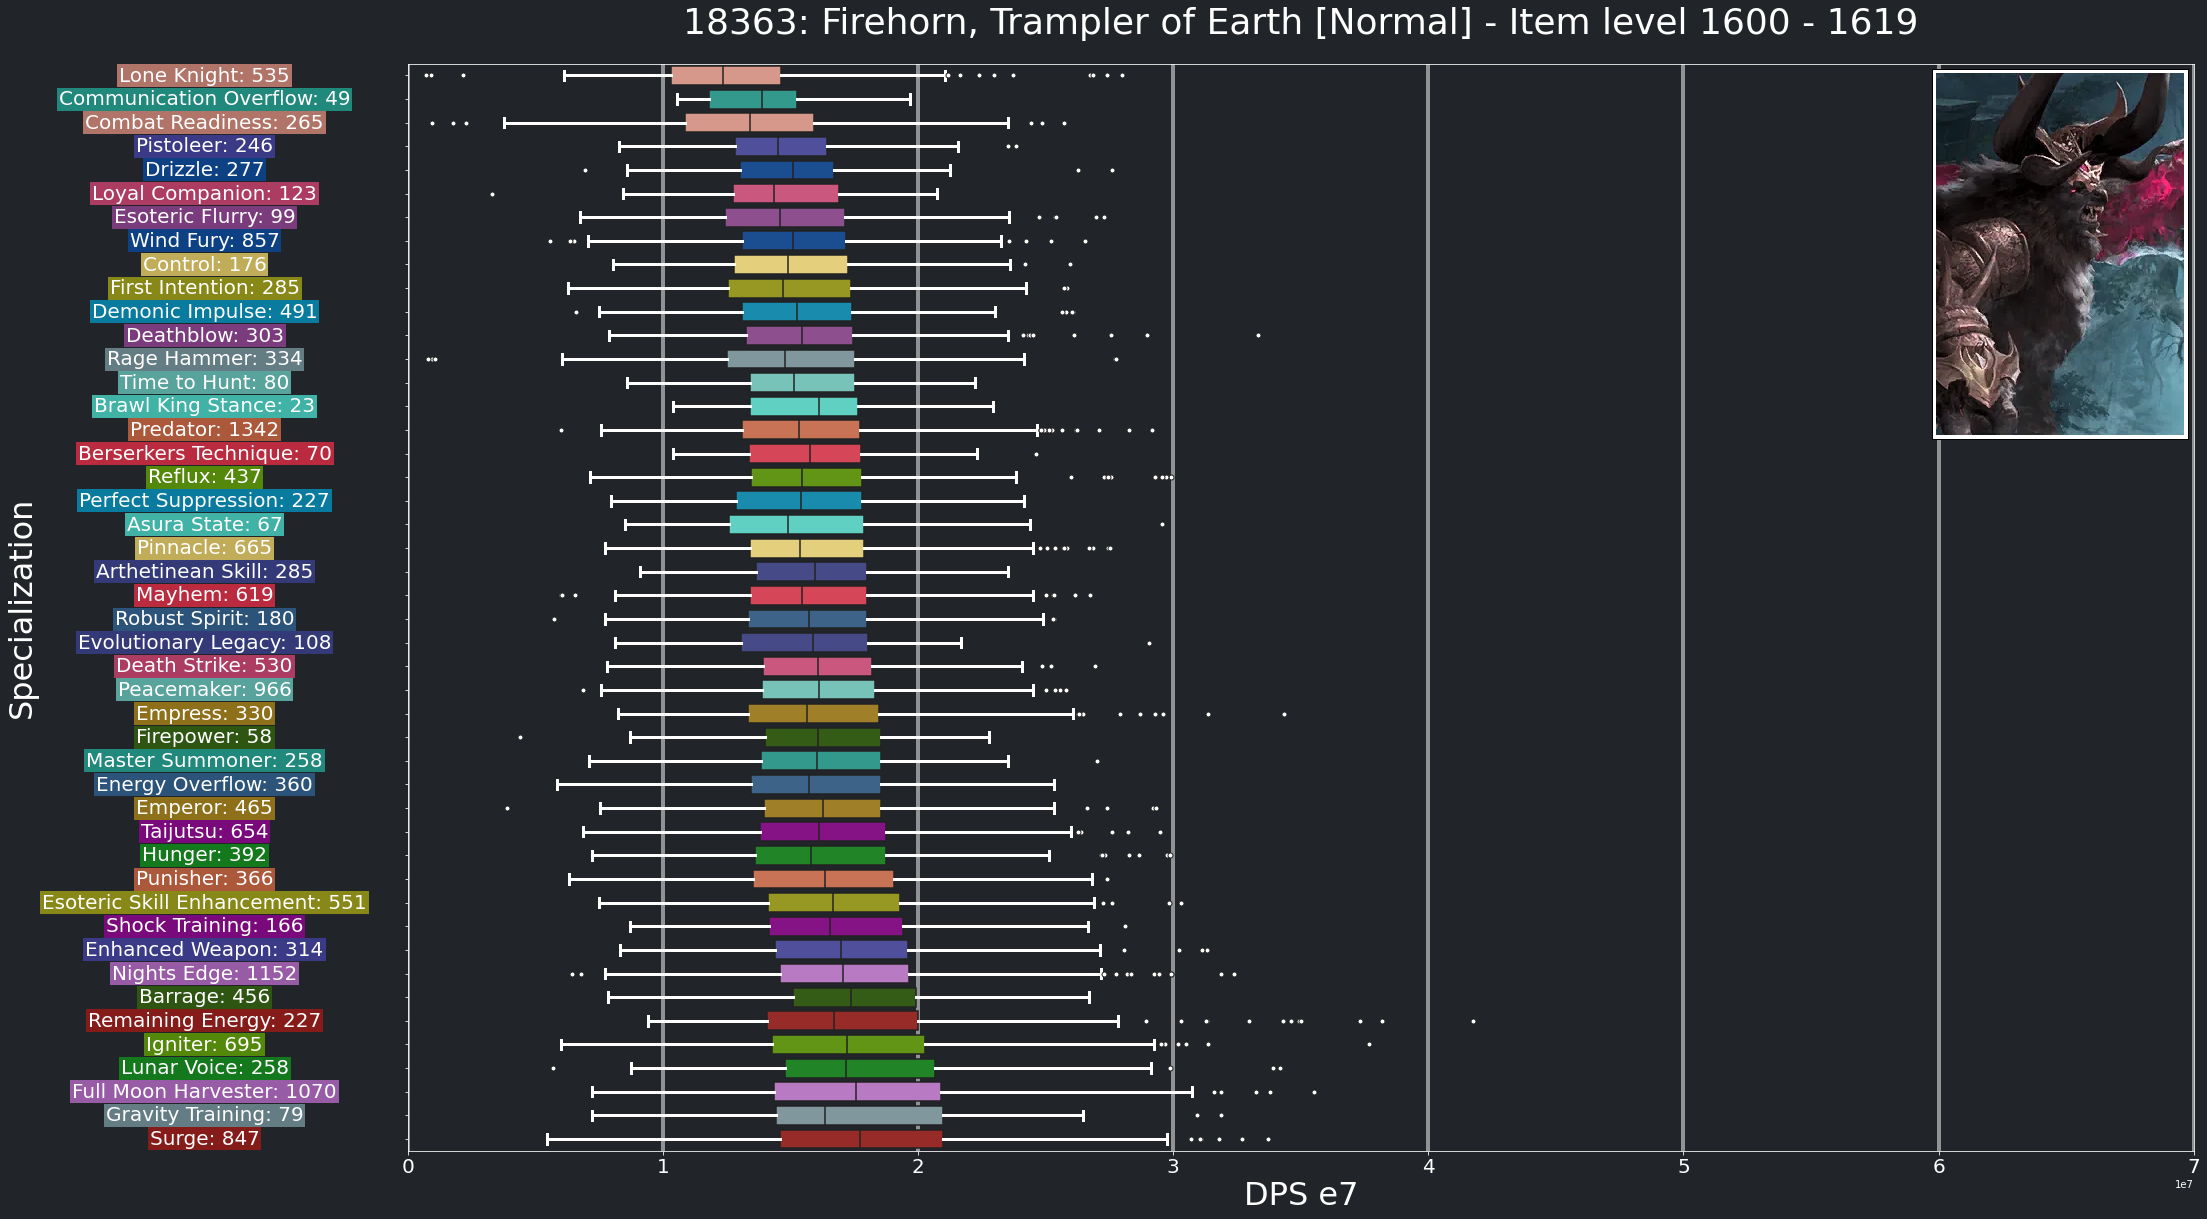 18363: Firehorn, Trampler of Earth [Normal] - Item level 1600 - 1619
Specialization
Lone Knight: 535
Communication Overflow: 49
Combat Readiness: 265
Pistoleer: 246
Drizzle: 277
Loyal Companion: 123
Esoteric Flurry: 99
Wind Fury: 857
Control: 176
First Intention: 285
Demonic Impulse: 491
Deathblow: 303
Rage Hammer: 334
Time to Hunt: 80
Brawl King Stance: 23
Predator: 1342
Berserkers Technique: 70
Reflux: 437
Perfect Suppression: 227
Asura State: 67
Pinnacle: 665
Arthetinean Skill: 285
Mayhem: 619
Robust Spirit: 180
Evolutionary Legacy: 108
Death Strike: 530
Peacemaker: 966
Empress: 330
Firepower: 58
Master Summoner: 258
Energy Overflow: 360
Emperor: 465
Taijutsu: 654
Hunger: 392
Punisher: 366
Esoteric Skill Enhancement: 551
Shock Training: 166
Enhanced Weapon: 314
Nights Edge: 1152
Barrage: 456
Remaining Energy: 227
Igniter: 695
Lunar Voice: 258
Full Moon Harvester: 1070
Gravity Training: 79
Surge: 847
0 1 2 3 4 5 6 7
1e7
DPS e7